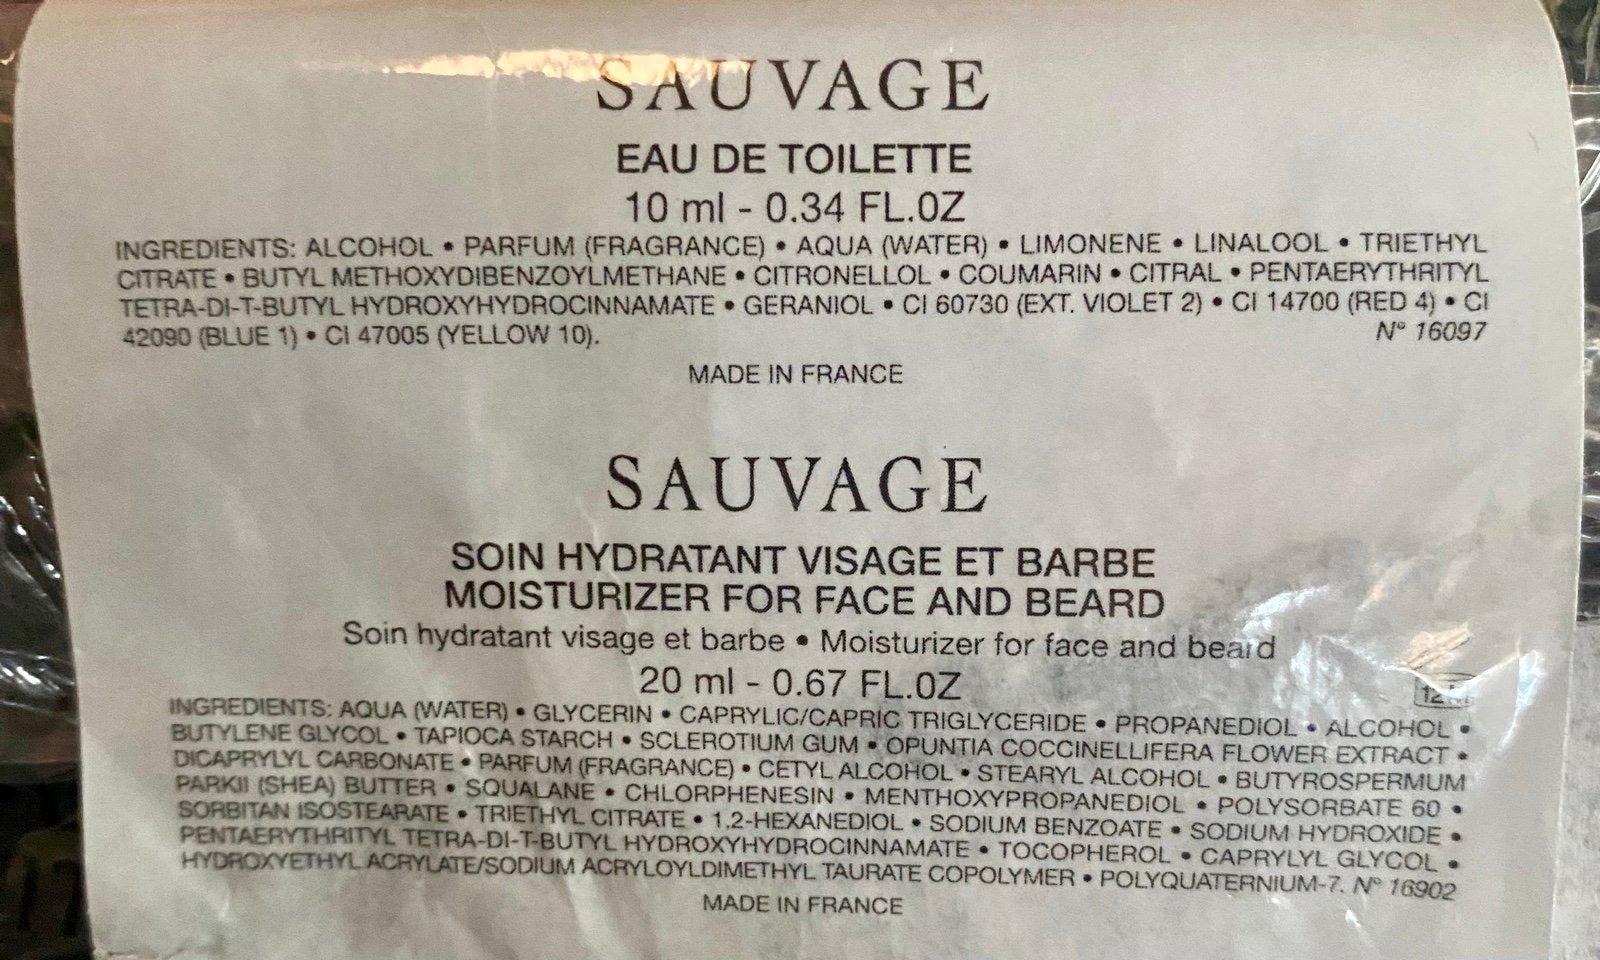 SAUVAGE
EAU DE TOILETTE
10 ml - 0.34 FL.OZ
INGREDIENTS: ALCOHOL • PARFUM (FRAGRANCE) • AQUA (WATER) • LIMONENE • LINALOOL • TRIETHYL
CITRATE • BUTYL METHOXYDIBENZOYLMETHANE • CITRONELLOL • COUMARIN • CITRAL • PENTAERYTHRITYL
TETRA-DI-T-BUTYL HYDROXYHYDROCINNAMATE • GERANIOL • CI 60730 (EXT. VIOLET 2) • CI 14700 (RED 4) • CI
42090 (BLUE 1) • CI 47005 (YELLOW 10). N° 16097
MADE IN FRANCE
SAUVAGE
SOIN HYDRATANT VISAGE ET BARBE
MOISTURIZER FOR FACE AND BEARD
Soin hydratant visage et barbe • Moisturizer for face and beard
20 ml - 0.67 FL.OZ
INGREDIENTS: AQUA (WATER) • GLYCERIN • CAPRYLIC/CAPRIC TRIGLYCERIDE • PROPANEDIOL • ALCOHOL •
BUTYLENE GLYCOL • TAPIOCA STARCH • SCLEROTIUM GUM • OPUNTIA COCCINELLIFERA FLOWER EXTRACT •
DICAPRYLYL CARBONATE • PARFUM (FRAGRANCE) • CETYL ALCOHOL • STEARYL ALCOHOL • BUTYROSPERMUM
PARKII (SHEA) BUTTER • SQUALANE • CHLORPHENESIN • MENTHOXYPROPANEDIOL • POLYSORBATE 60 •
SORBITAN ISOSTEARATE • TRIETHYL CITRATE • 1,2-HEXANEDIOL • SODIUM BENZOATE • SODIUM HYDROXIDE •
PENTAERYTHRITYL TETRA-DI-T-BUTYL HYDROXYHYDROCINNAMATE • TOCOPHEROL • CAPRYLYL GLYCOL •
HYDROXYETHYL ACRYLATE/SODIUM ACRYLOYLDIMETHYL TAURATE COPOLYMER • POLYQUATERNIUM-7. N° 16902
MADE IN FRANCE